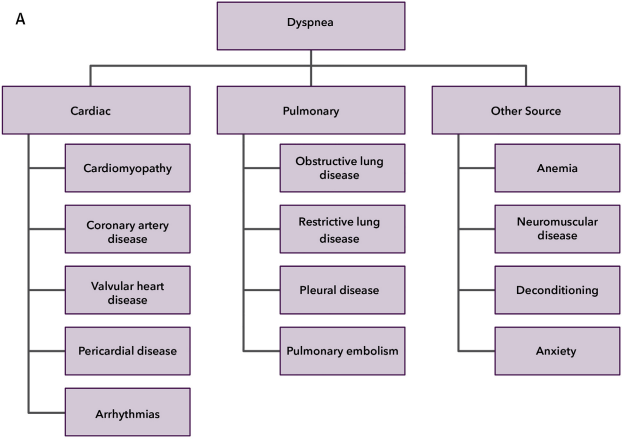 A
Dyspnea
Cardiac
Pulmonary
Other Source
Cardiomyopathy
Coronary artery
disease
Valvular heart
disease
Pericardial disease
Arrhythmias
Obstructive lung
disease
Restrictive lung
disease
Pleural disease
Pulmonary embolism
Anemia
Neuromuscular
disease
Deconditioning
Anxiety